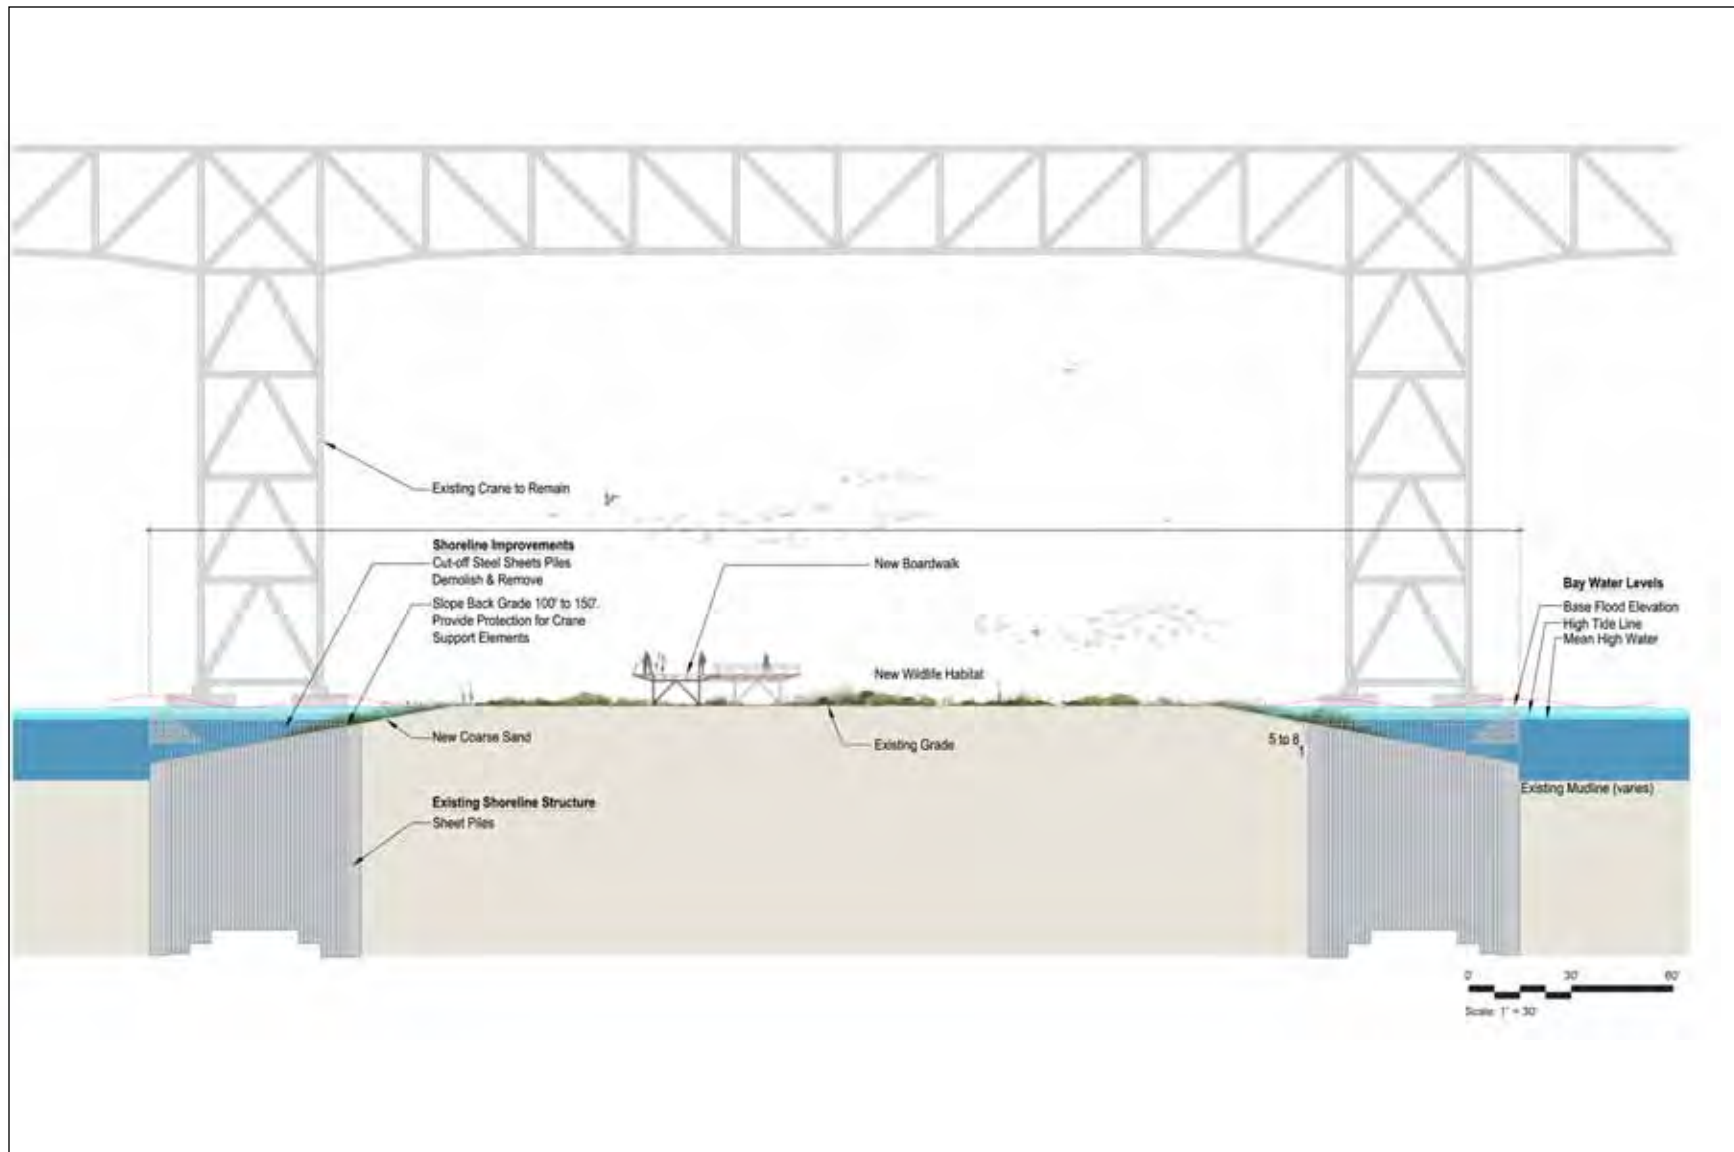 Existing Crane to Remain
Shoreline Improvements
Cut-off Steel Sheets Piles
Demolish & Remove
Slope Back Grade 100' to 150'.
Provide Protection for Crane
Support Elements
New Boardwalk
Bay Water Levels
Base Flood Elevation
High Tide Line
Mean High Water
New Wildlife Habitat
New Coarse Sand
Existing Grade
5 to 8
1
Existing Mudline (varies)
Existing Shoreline Structure
Sheet Piles
0' 30' 60'
Scale: 1" = 30'